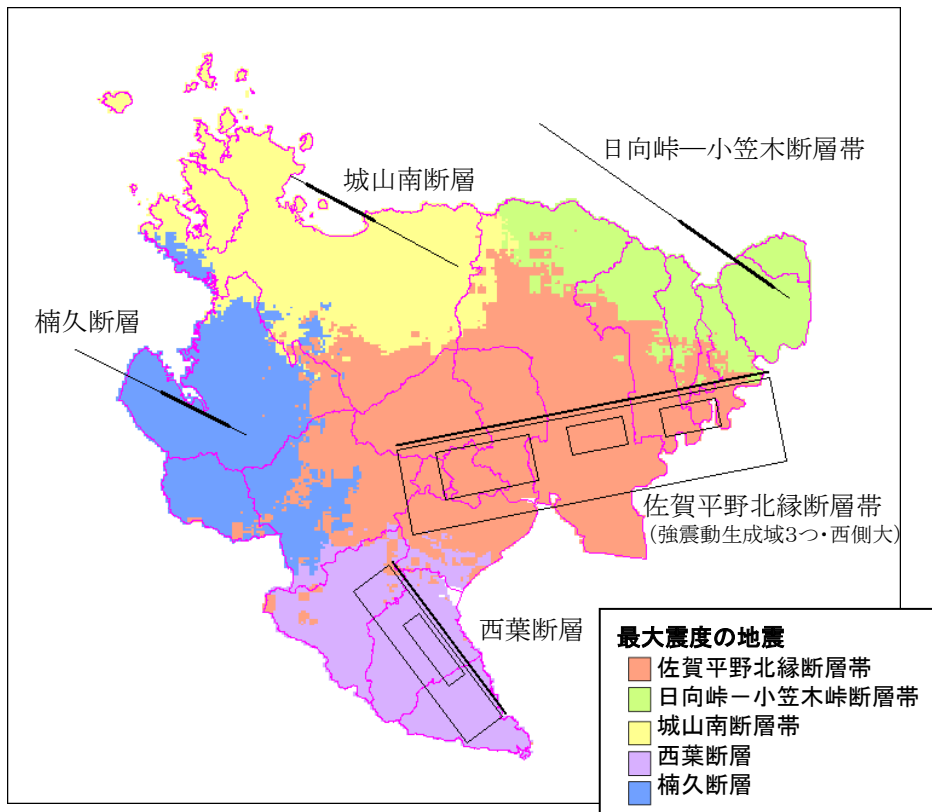 日向峠―小笠木断層帯
城山南断層
楠久断層
佐賀平野北縁断層帯
(強震動生成域3つ・西側大)
西葉断層
最大震度の地震
佐賀平野北縁断層帯
日向峠－小笠木峠断層帯
城山南断層帯
西葉断層
楠久断層